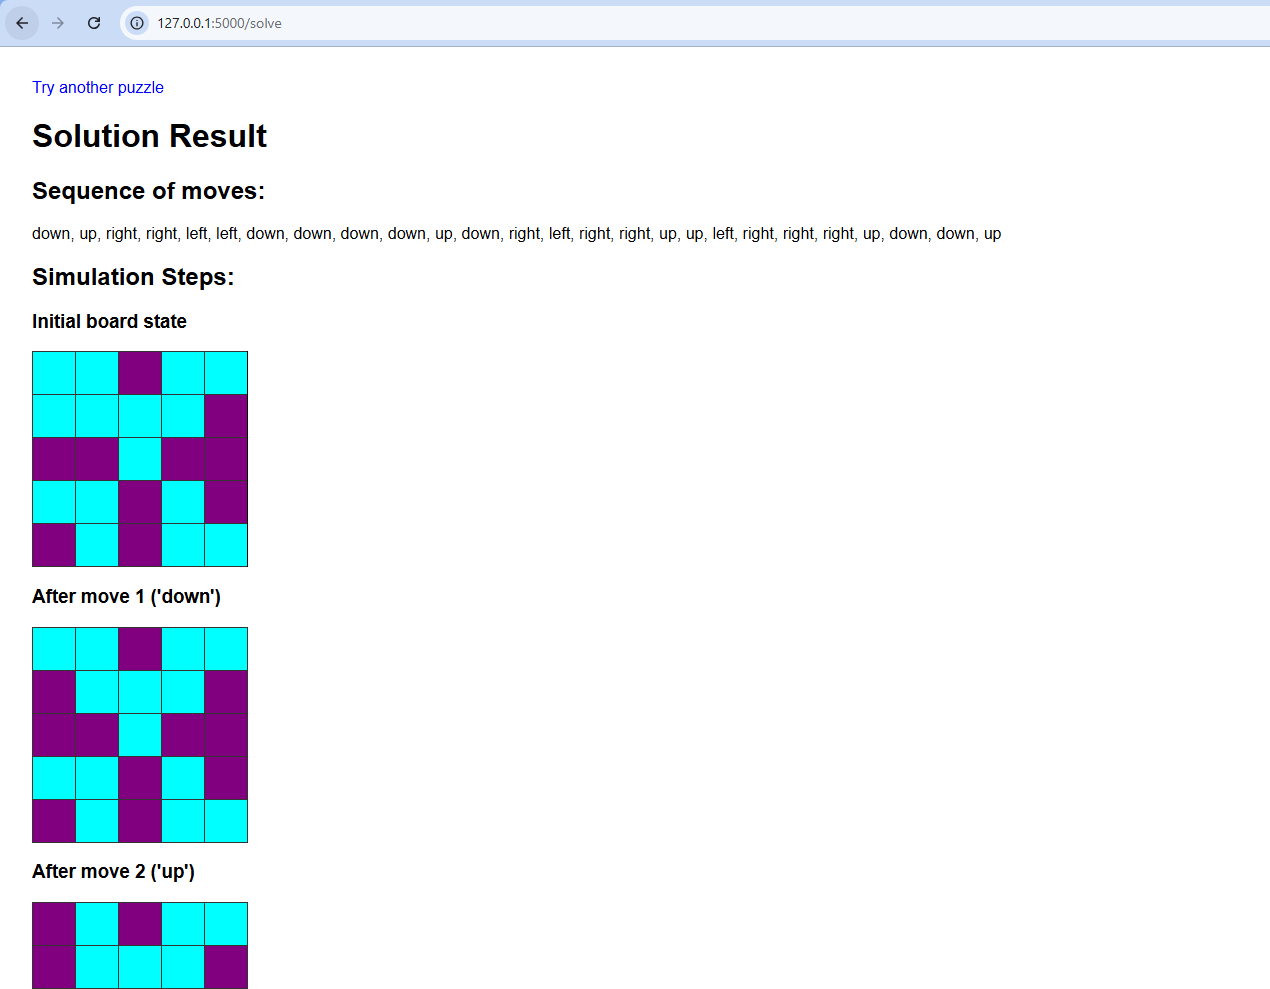 127.0.0.1:5000/solve
Try another puzzle
Solution Result
Sequence of moves:
down, up, right, right, left, left, down, down, down, down, up, down, right, left, right, right, up, up, left, right, right, right, up, down, down, up
Simulation Steps:
Initial board state
After move 1 ('down')
After move 2 ('up')